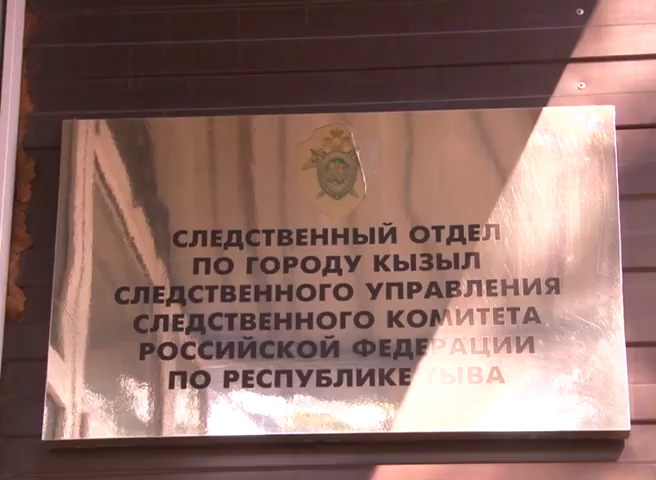 СЛЕДСТВЕННЫЙ ОТДЕЛ
ПО ГОРОДУ КЫЗЫЛ
СЛЕДСТВЕННОГО УПРАВЛЕНИЯ
СЛЕДСТВЕННОГО КОМИТЕТА
РОССИЙСКОЙ ФЕДЕРАЦИИ
ПО РЕСПУБЛИКЕ ТЫВА